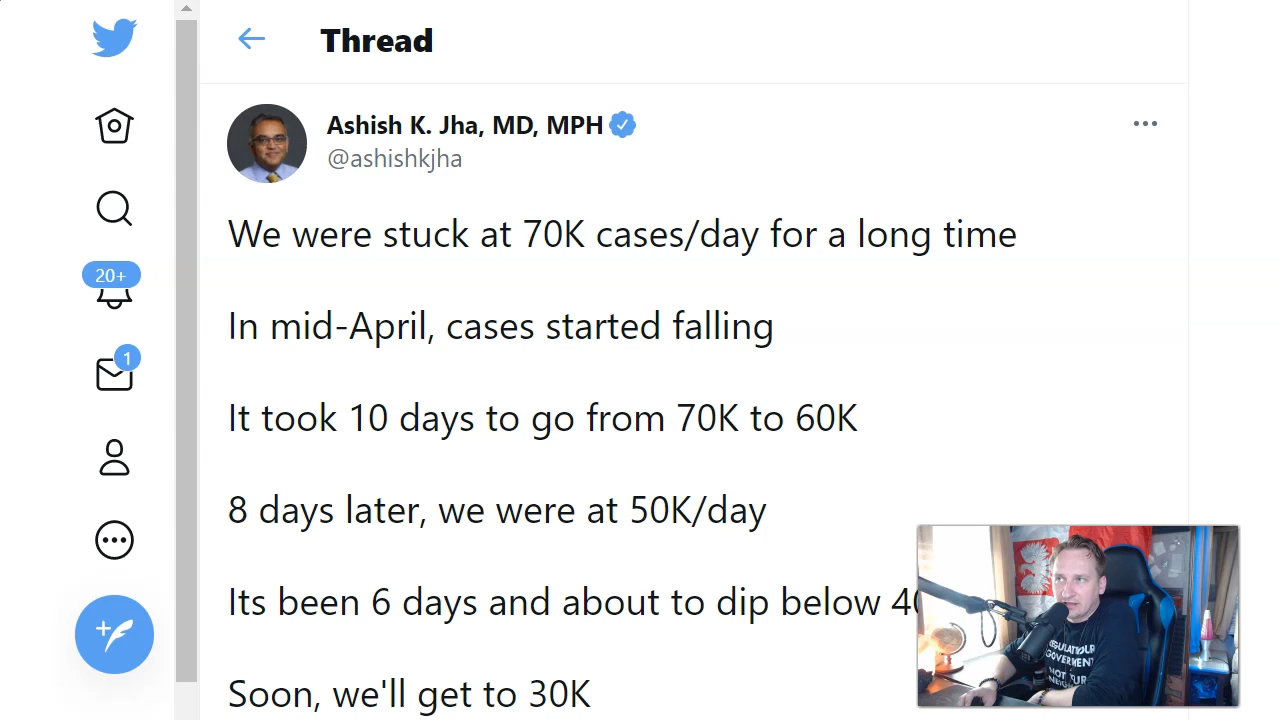 Thread
Ashish K. Jha, MD, MPH
@ashishkjha
We were stuck at 70K cases/day for a long time
In mid-April, cases started falling
20+
It took 10 days to go from 70K to 60K
1
8 days later, we were at 50K/day
Its been 6 days and about to dip below
Soon, we'll get to 30K
GOVERNMENT
NOT